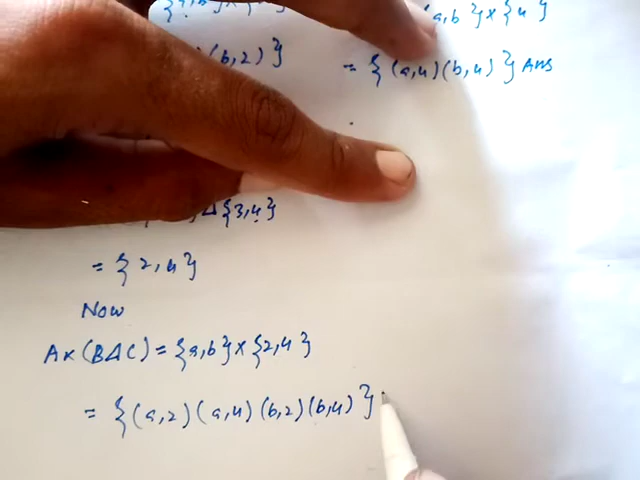 a,b}×{4}
(b,2)}
= {(a,4)(b,4)} Ans
Δ{3,4}
= {2,4}
Now
A×(BΔC) = {a,b}×{2,4}
= {(a,2)(a,4)(b,2)(b,4)}